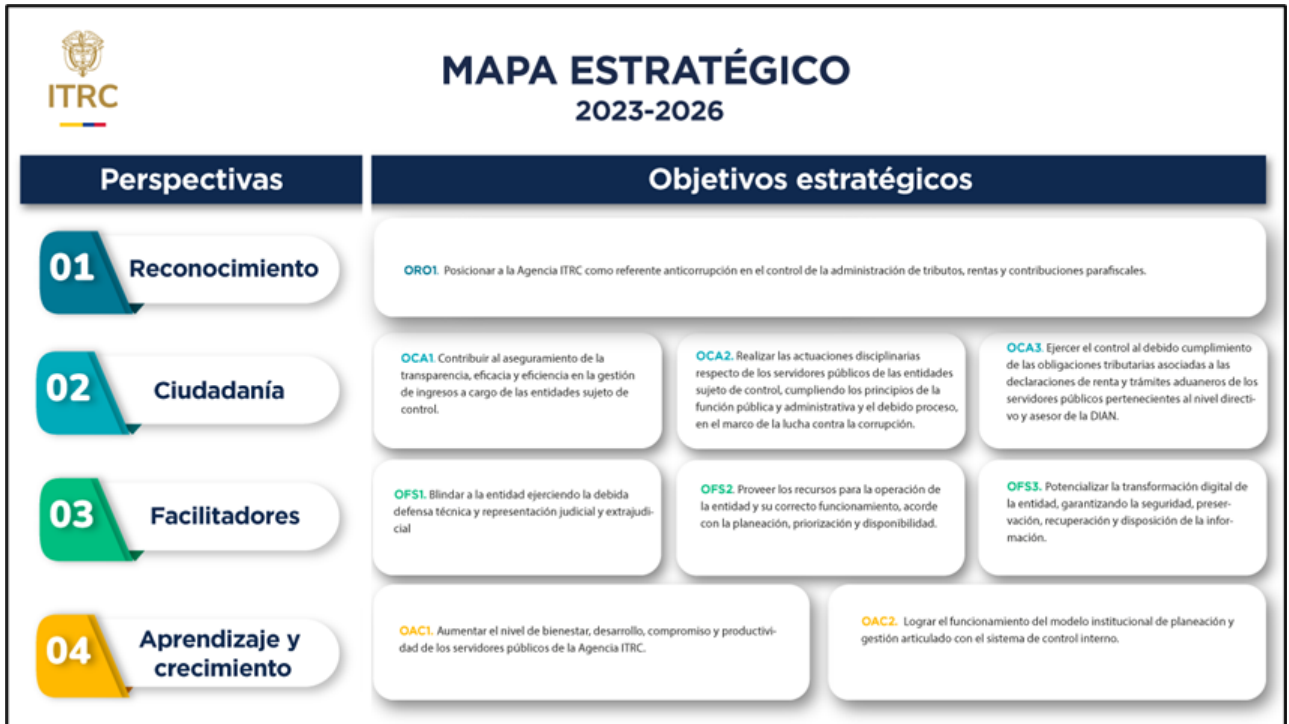 ITRC
MAPA ESTRATÉGICO
2023-2026
Perspectivas
Objetivos estratégicos
01
Reconocimiento
ORO1. Posicionar a la Agencia ITRC como referente anticorrupción en el control de la administración de tributos, rentas y contribuciones parafiscales.
02
Ciudadanía
OCA1. Contribuir al aseguramiento de la
transparencia, eficacia y eficiencia en la gestión
de ingresos a cargo de las entidades sujeto de
control.
OCA2. Realizar las actuaciones disciplinarias
respecto de los servidores públicos de las entidades
sujeto de control, cumpliendo los principios de la
función pública y administrativa y el debido proceso,
en el marco de la lucha contra la corrupción.
OCA3. Ejercer el control al debido cumplimiento
de las obligaciones tributarias asociadas a las
declaraciones de renta y trámites aduaneros de los
servidores públicos pertenecientes al nivel directi-
vo y asesor de la DIAN.
03
Facilitadores
OFS1. Blindar a la entidad ejerciendo la debida
defensa técnica y representación judicial y extrajudi-
cial
OFS2. Proveer los recursos para la operación de
la entidad y su correcto funcionamiento, acorde
con la planeación, priorización y disponibilidad.
OFS3. Potencializar la transformación digital de
la entidad, garantizando la seguridad, preser-
vación, recuperación y disposición de la infor-
mación.
04
Aprendizaje y
crecimiento
OAC1. Aumentar el nivel de bienestar, desarrollo, compromiso y productivi-
dad de los servidores públicos de la Agencia ITRC.
OAC2. Lograr el funcionamiento del modelo institucional de planeación y
gestión articulado con el sistema de control interno.